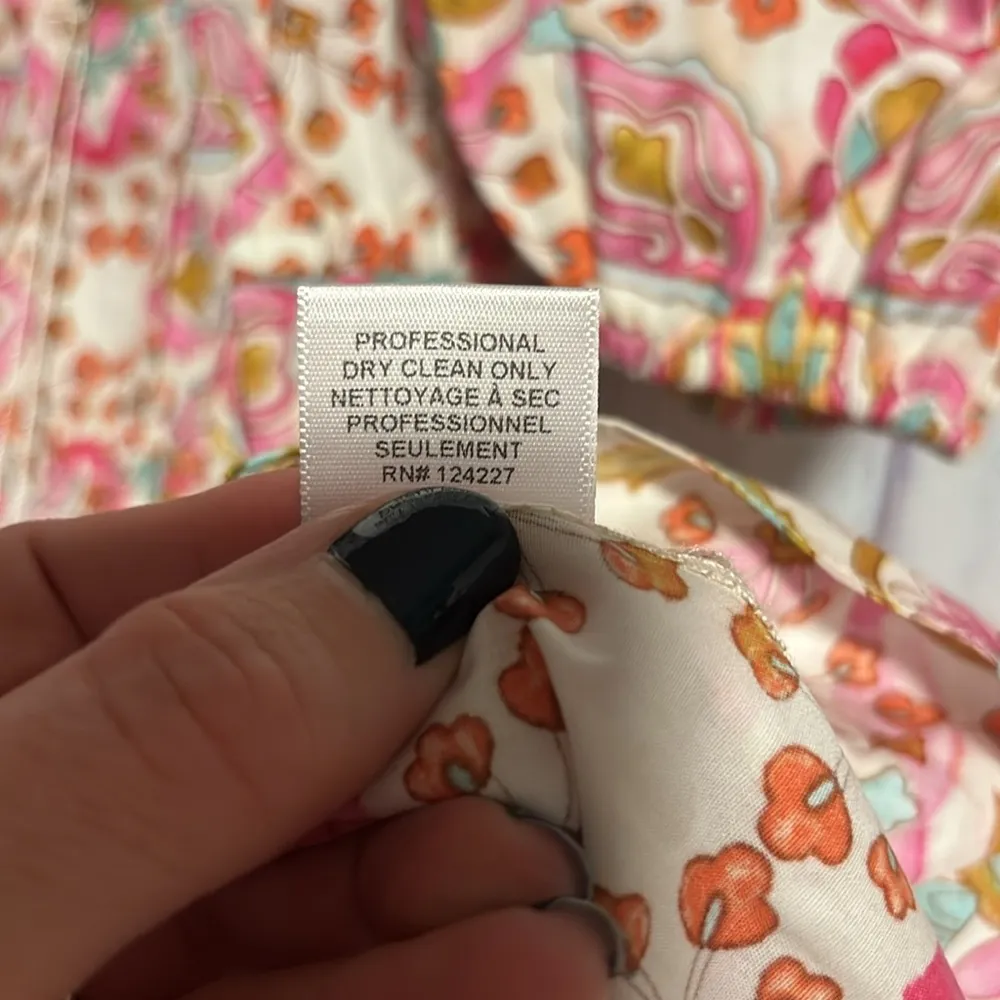 PROFESSIONAL
DRY CLEAN ONLY
NETTOYAGE À SEC
PROFESSIONNEL
SEULEMENT
RN# 124227